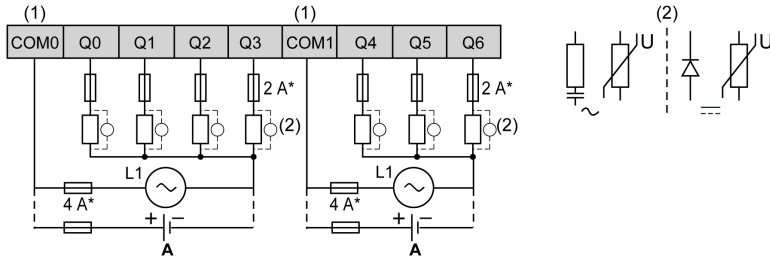 (1) (1) (2)
COM0 Q0 Q1 Q2 Q3 COM1 Q4 Q5 Q6
U U
2 A* 2 A*
(2) (2)
L1 L1
4 A* 4 A*
+ − + −
A A